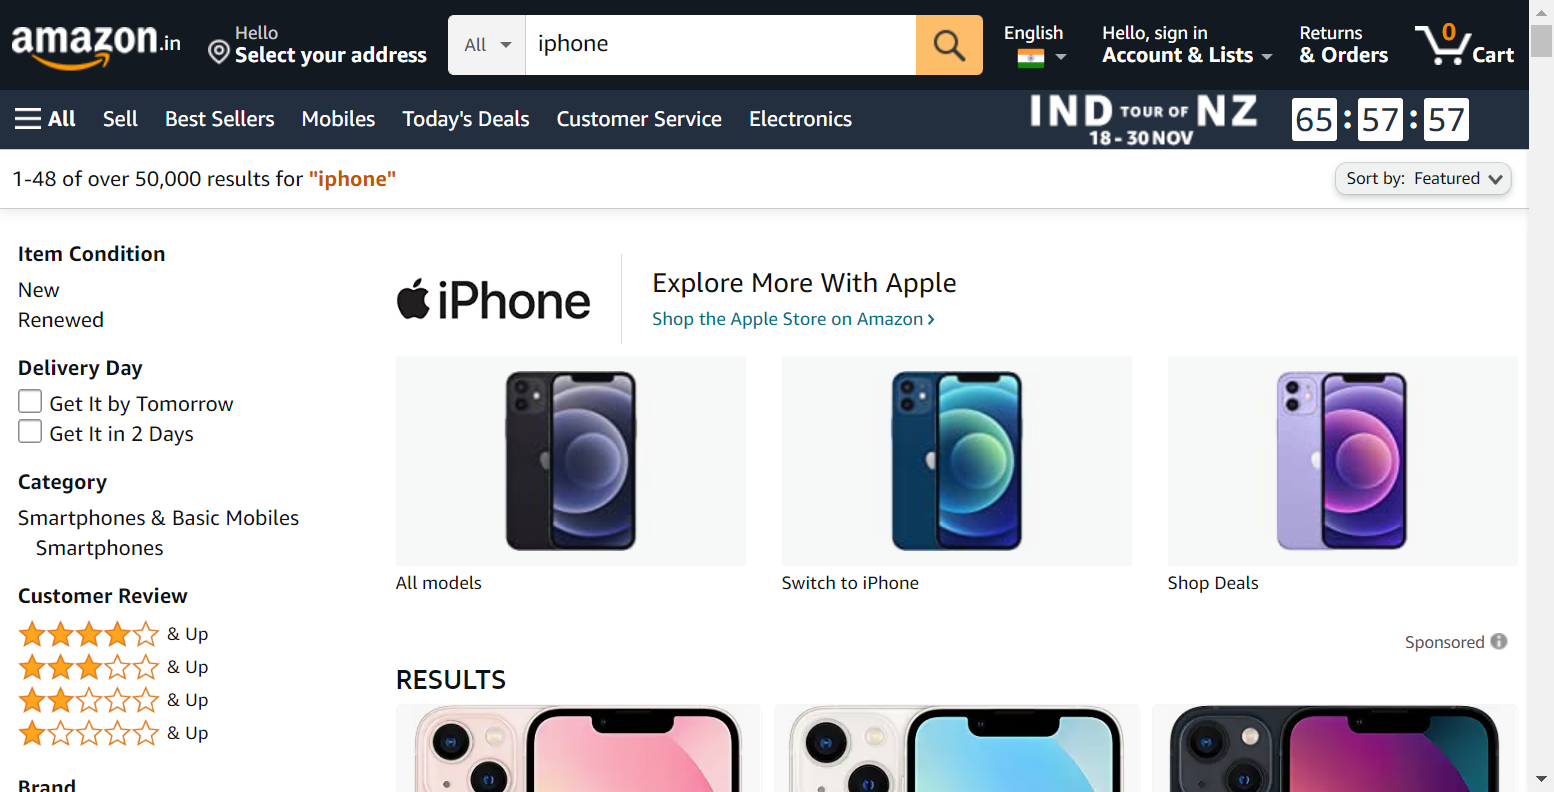 amazon.in
Hello
Select your address
All
iphone
English
Hello, sign in
Account & Lists
Returns
& Orders
0
Cart
All
Sell
Best Sellers
Mobiles
Today's Deals
Customer Service
Electronics
IND TOUR OF NZ
18 - 30 NOV
65 : 57 : 57
1-48 of over 50,000 results for "iphone"
Sort by: Featured
Item Condition
New
Renewed
Delivery Day
Get It by Tomorrow
Get It in 2 Days
Category
Smartphones & Basic Mobiles
Smartphones
Customer Review
& Up
& Up
& Up
& Up
Brand
iPhone
Explore More With Apple
Shop the Apple Store on Amazon ›
All models
Switch to iPhone
Shop Deals
Sponsored
RESULTS